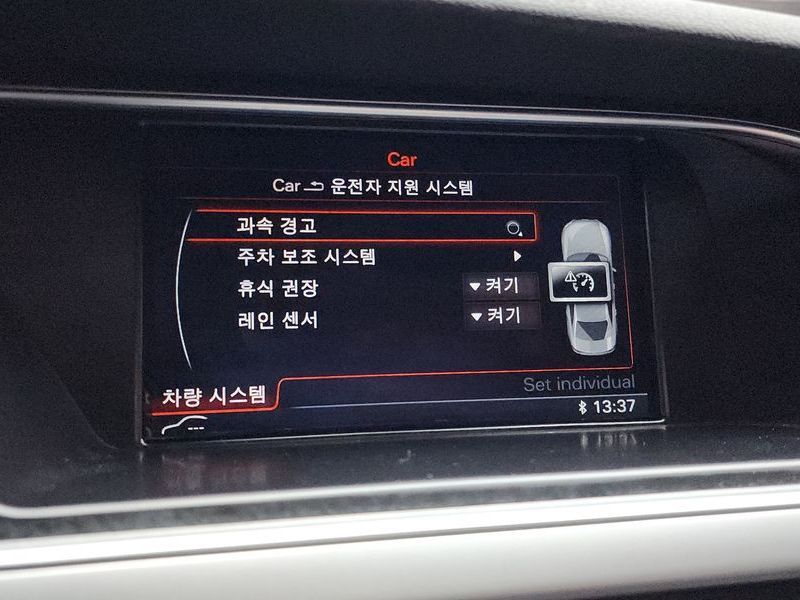 Car
Car 운전자 지원 시스템
과속 경고
주차 보조 시스템
휴식 권장 켜기
레인 센서 켜기
Set individual
차량 시스템
13:37